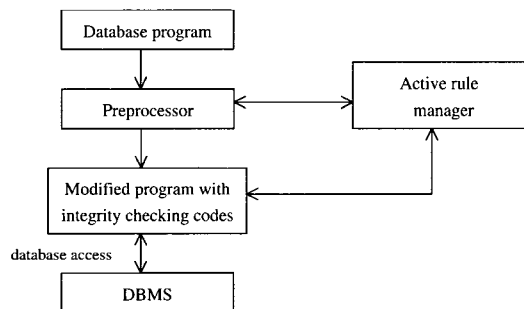 Database program
Preprocessor
Active rule
manager
Modified program with
integrity checking codes
database access
DBMS